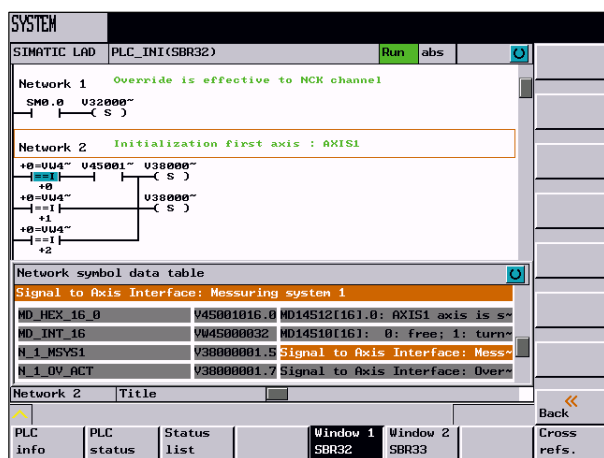 SYSTEM
SIMATIC LAD PLC_INI(SBR32) Run abs
Network 1 Override is effective to NCK channel
SM0.0 V32000~
( S )
Network 2 Initialization first axis : AXIS1
+0=VW4~ V45001~ V38000~
==I ( S )
+0
+0=VW4~ V38000~
==I ( S )
+1
+0=VW4~
==I
+2
Network symbol data table
Signal to Axis Interface: Messuring system 1
MD_HEX_16_0 V45001016.0 MD14512[16].0: AXIS1 axis is s~
MD_INT_16 VW45000032 MD14510[16]: 0: free; 1: turn~
N_1_MSYS1 V38000001.5 Signal to Axis Interface: Mess~
N_1_OV_ACT V38000001.7 Signal to Axis Interface: Over~
Network 2 Title
Back
PLC info
PLC status
Status list
Window 1 SBR32
Window 2 SBR33
Cross refs.